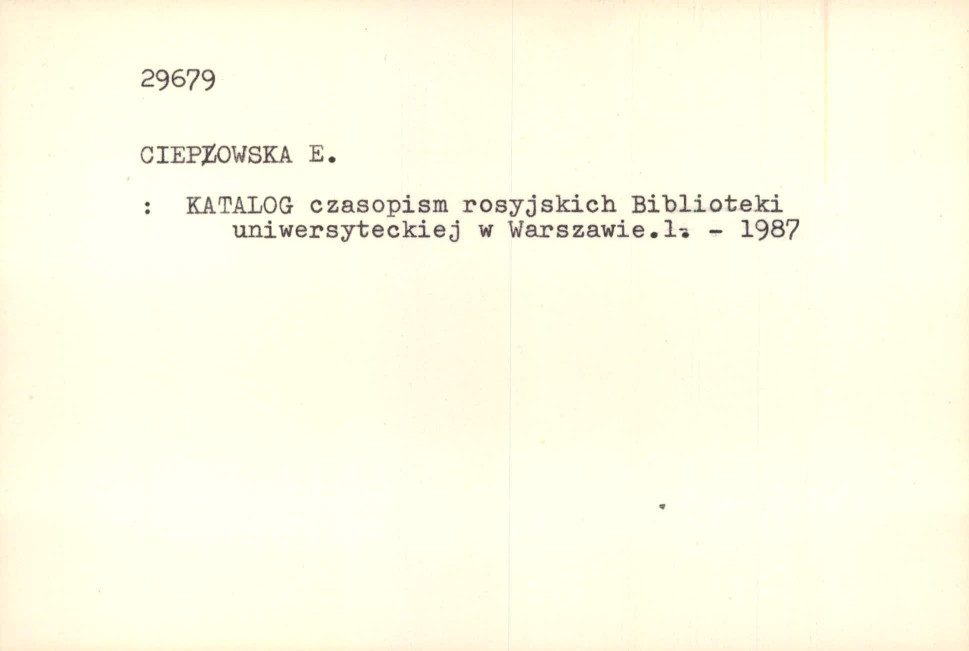 29679
CIEPŁOWSKA E.
: KATALOG czasopism rosyjskich Biblioteki
uniwersyteckiej w Warszawie.1. - 1987